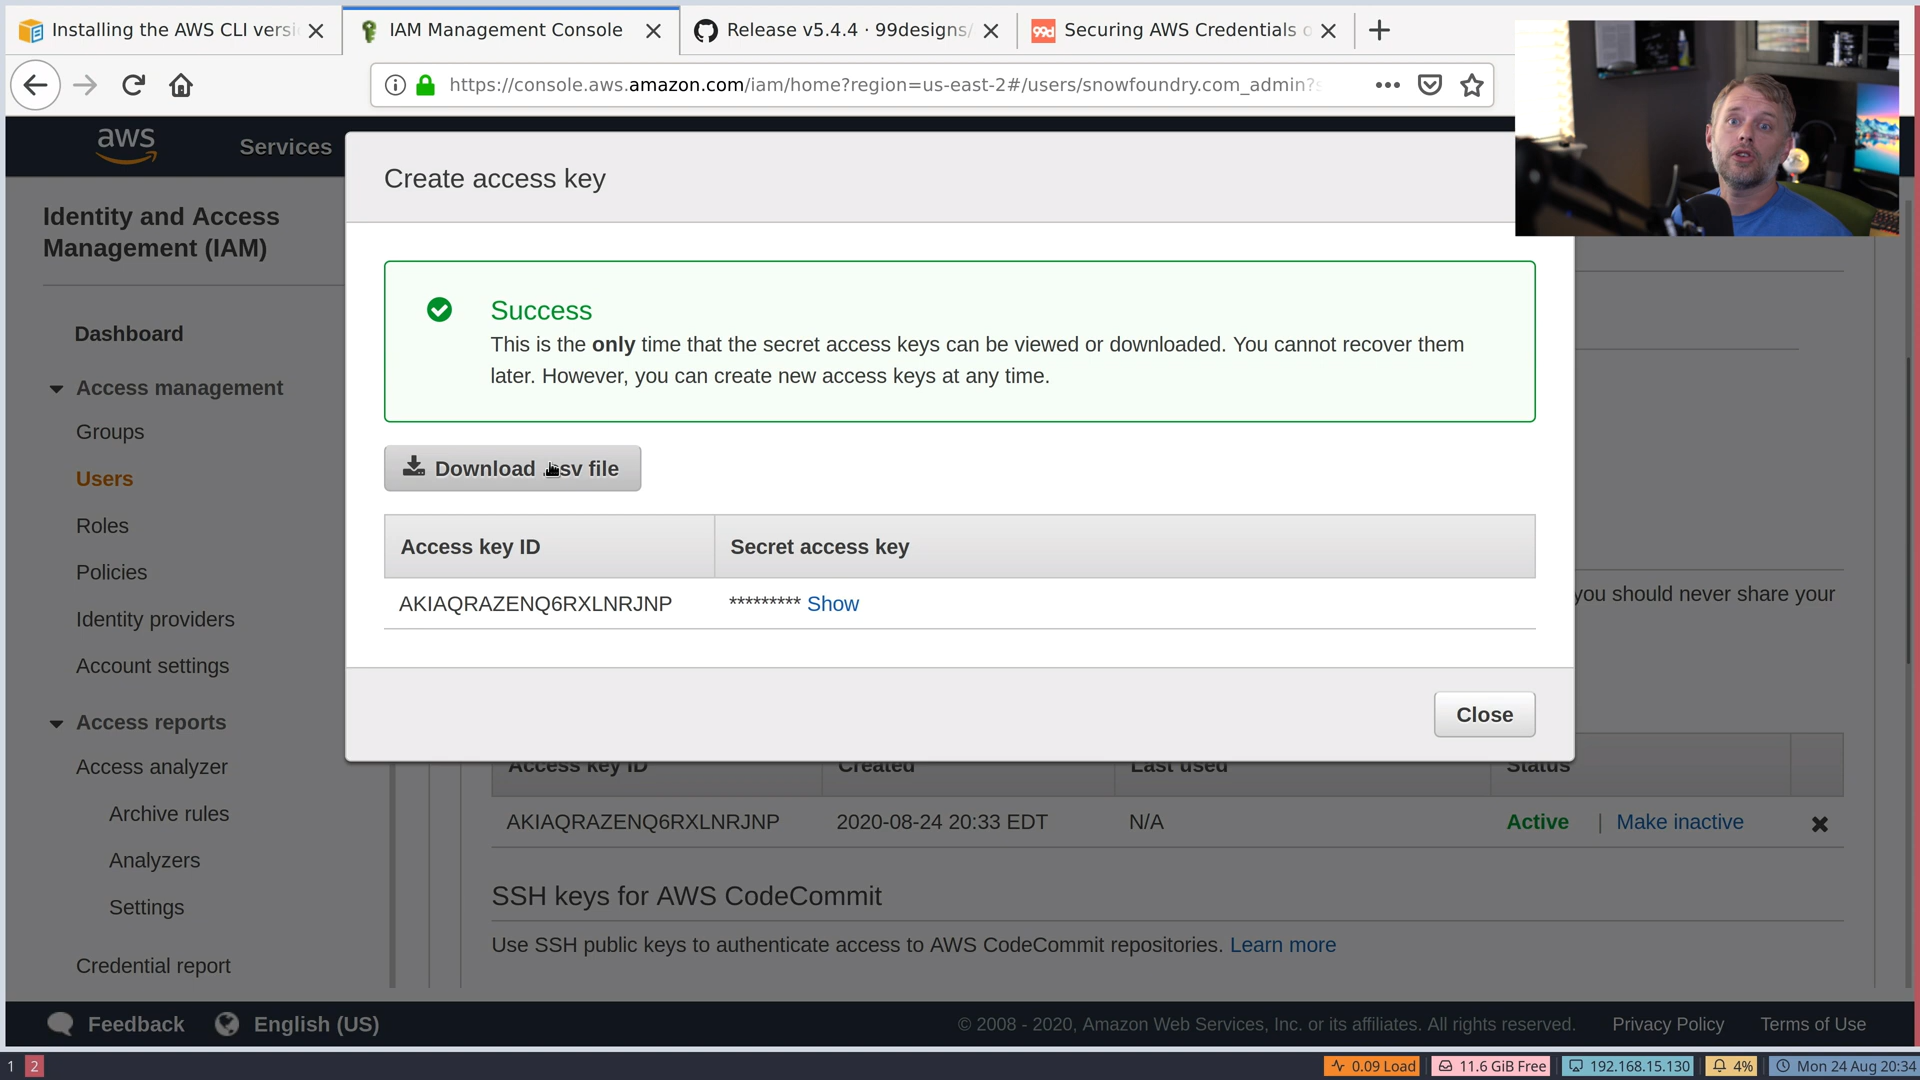 Installing the AWS CLI versi
IAM Management Console
Release v5.4.4 · 99designs/
99d
Securing AWS Credentials o
https://console.aws.amazon.com/iam/home?region=us-east-2#/users/snowfoundry.com_admin?s
aws
Services
Create access key
Identity and Access
Management (IAM)
Dashboard
Access management
Groups
Users
Roles
Policies
Identity providers
Account settings
Access reports
Access analyzer
Archive rules
Analyzers
Settings
Credential report
Success
This is the only time that the secret access keys can be viewed or downloaded. You cannot recover them
later. However, you can create new access keys at any time.
Download .csv file
Access key ID
Secret access key
AKIAQRAZENQ6RXLNRJNP
********* Show
you should never share your
Close
Access key ID
Created
Last used
Status
AKIAQRAZENQ6RXLNRJNP
2020-08-24 20:33 EDT
N/A
Active | Make inactive
SSH keys for AWS CodeCommit
Use SSH public keys to authenticate access to AWS CodeCommit repositories. Learn more
Feedback
English (US)
© 2008 - 2020, Amazon Web Services, Inc. or its affiliates. All rights reserved.
Privacy Policy
Terms of Use
1 2
0.09 Load
11.6 GiB Free
192.168.15.130
4%
Mon 24 Aug 20:34